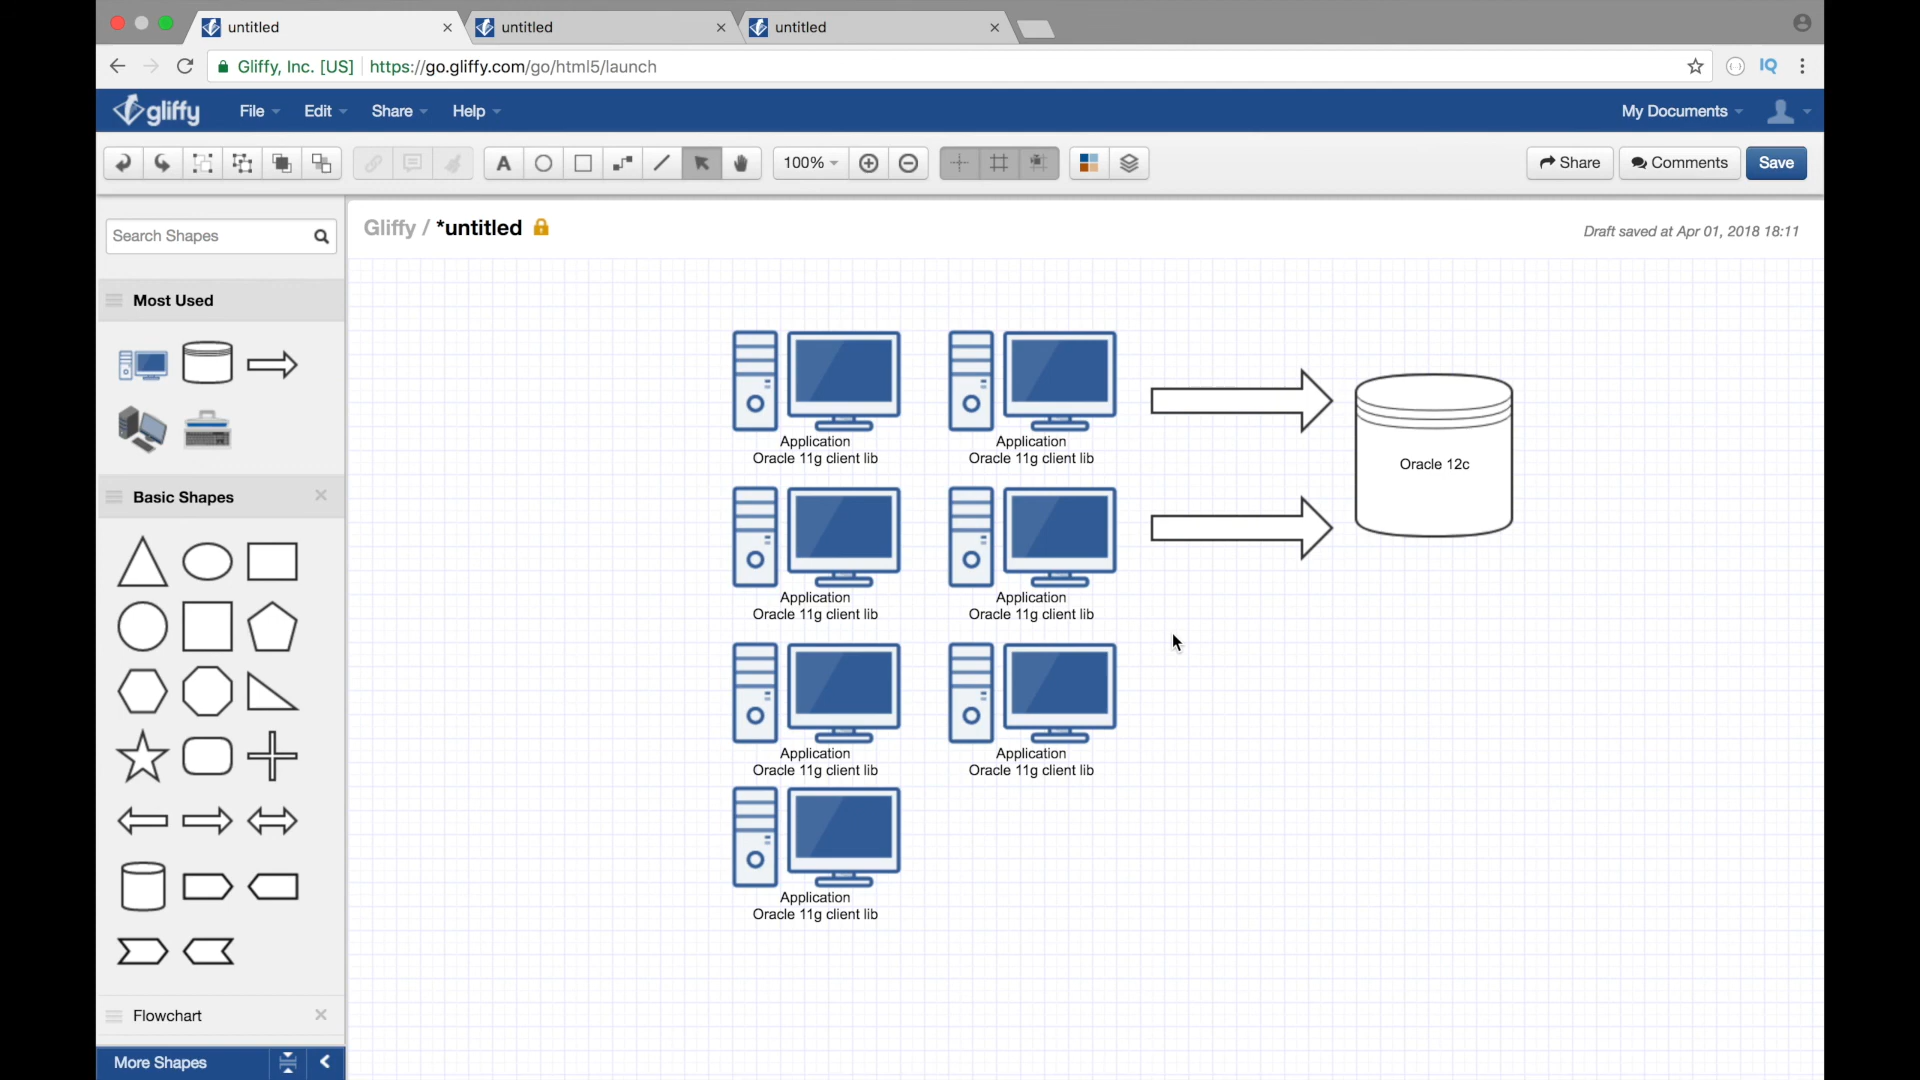 untitled
untitled
untitled
Gliffy, Inc. [US]
https://go.gliffy.com/go/html5/launch
IQ
gliffy
File
Edit
Share
Help
My Documents
A
100%
Share
Comments
Save
Search Shapes
Gliffy / *untitled
Draft saved at Apr 01, 2018 18:11
Most Used
Basic Shapes
Flowchart
More Shapes
Application
Oracle 11g client lib
Application
Oracle 11g client lib
Oracle 12c
Application
Oracle 11g client lib
Application
Oracle 11g client lib
Application
Oracle 11g client lib
Application
Oracle 11g client lib
Application
Oracle 11g client lib